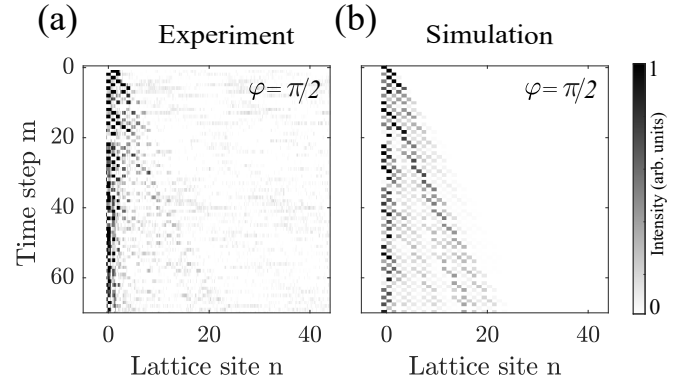 (a) Experiment (b) Simulation
φ = π/2 φ = π/2
0
20
40
60
Time step m
0 20 40 0 20 40
Lattice site n Lattice site n
1
0
Intensity (arb. units)